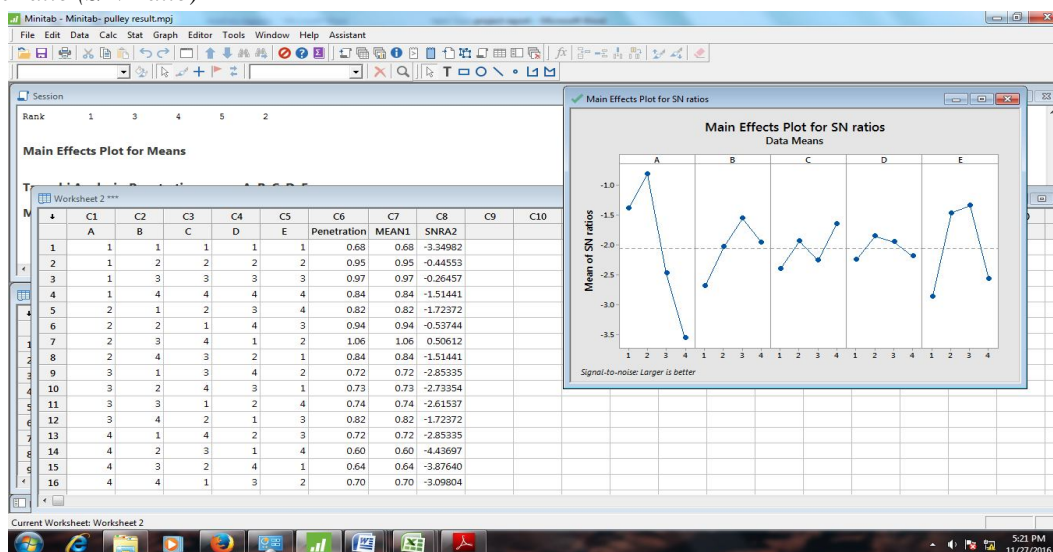 Minitab - Minitab- pulley result.mpj
File Edit Data Calc Stat Graph Editor Tools Window Help Assistant
Session
Rank 1 3 4 5 2
Main Effects Plot for Means
Worksheet 2 ***
C1 C2 C3 C4 C5 C6 C7 C8 C9 C10
A B C D E Penetration MEAN1 SNRA2
1 1 1 1 1 1 0.68 0.68 -3.34982
2 1 2 2 2 2 0.95 0.95 -0.44553
3 1 3 3 3 3 0.97 0.97 -0.26457
4 1 4 4 4 4 0.84 0.84 -1.51441
5 2 1 2 3 4 0.82 0.82 -1.72372
6 2 2 1 4 3 0.94 0.94 -0.53744
7 2 3 4 1 2 1.06 1.06 0.50612
8 2 4 3 2 1 0.84 0.84 -1.51441
9 3 1 3 4 2 0.72 0.72 -2.85335
10 3 2 4 3 1 0.73 0.73 -2.73354
11 3 3 1 2 4 0.74 0.74 -2.61537
12 3 4 2 1 3 0.82 0.82 -1.72372
13 4 1 4 2 3 0.72 0.72 -2.85335
14 4 2 3 1 4 0.60 0.60 -4.43697
15 4 3 2 4 1 0.64 0.64 -3.87640
16 4 4 1 3 2 0.70 0.70 -3.09804
Main Effects Plot for SN ratios
Main Effects Plot for SN ratios
Data Means
A B C D E
Mean of SN ratios
-1.0
-1.5
-2.0
-2.5
-3.0
-3.5
1 2 3 4 1 2 3 4 1 2 3 4 1 2 3 4 1 2 3 4
Signal-to-noise: Larger is better
Current Worksheet: Worksheet 2
5:21 PM
11/27/2016